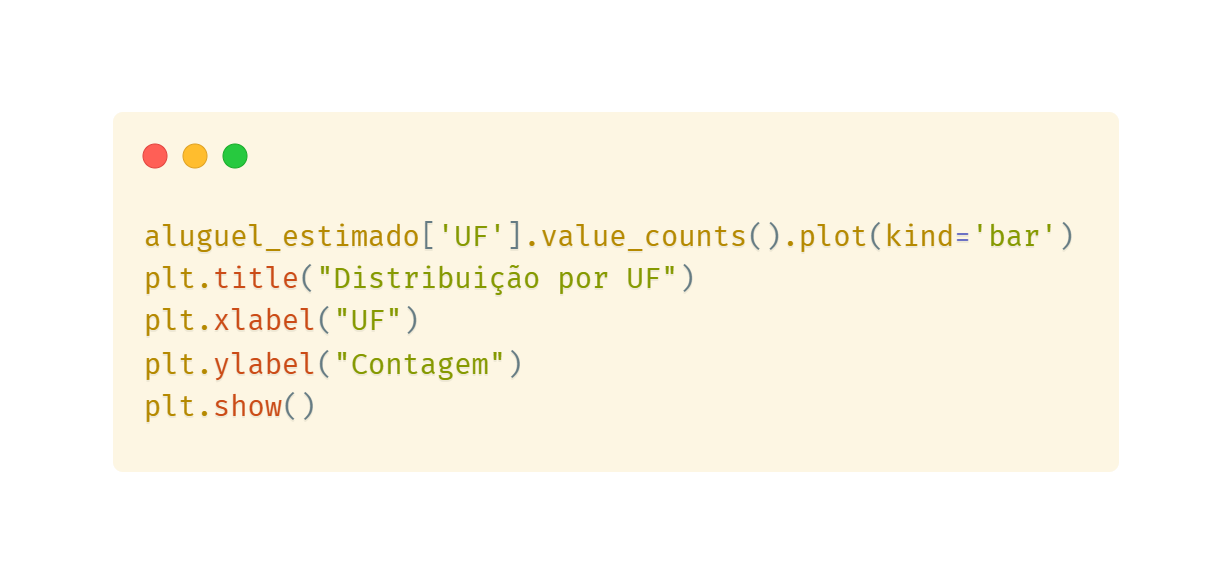 aluguel_estimado['UF'].value_counts().plot(kind='bar')
plt.title("Distribuição por UF")
plt.xlabel("UF")
plt.ylabel("Contagem")
plt.show()